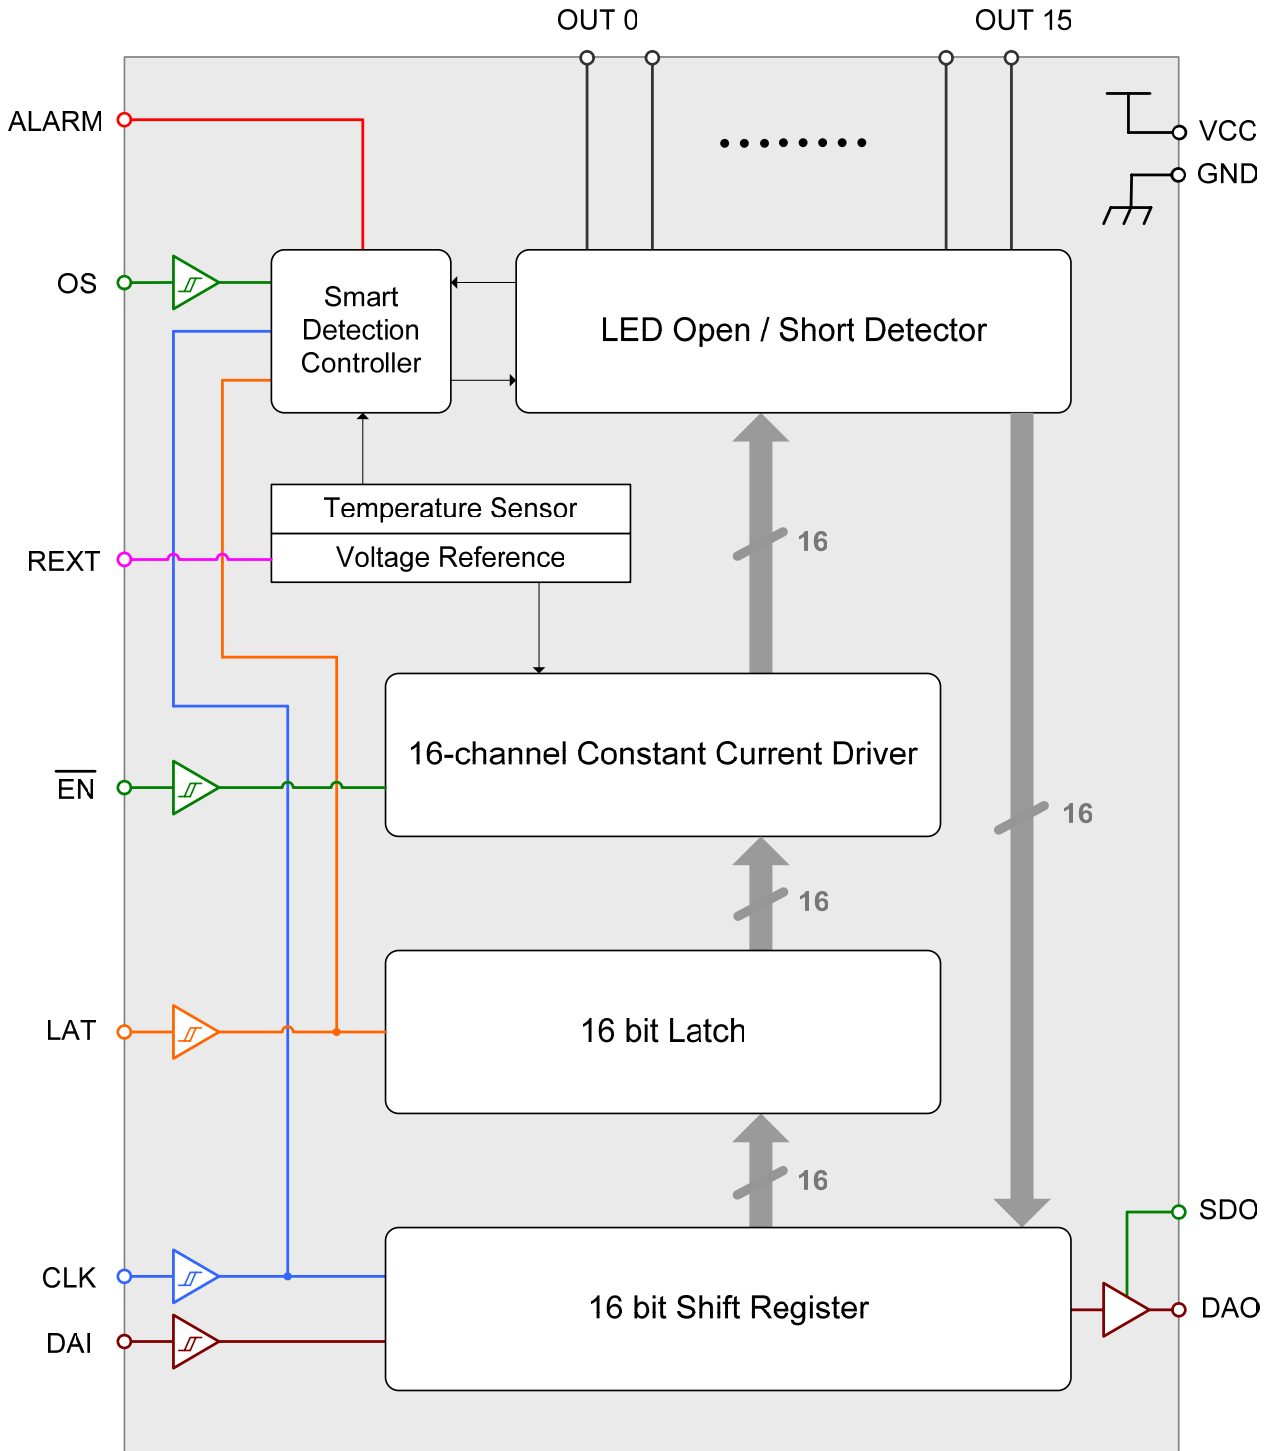 OUT 0
OUT 15
ALARM
VCC
GND
OS
Smart
Detection
Controller
LED Open / Short Detector
Temperature Sensor
Voltage Reference
REXT
16
16-channel Constant Current Driver
EN
16
16
LAT
16 bit Latch
16
SDO
CLK
16 bit Shift Register
DAO
DAI